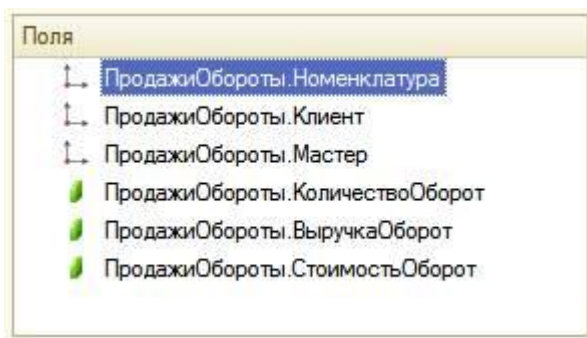 Поля
ПродажиОбороты.Номенклатура
ПродажиОбороты.Клиент
ПродажиОбороты.Мастер
ПродажиОбороты.КоличествоОборот
ПродажиОбороты.ВыручкаОборот
ПродажиОбороты.СтоимостьОборот